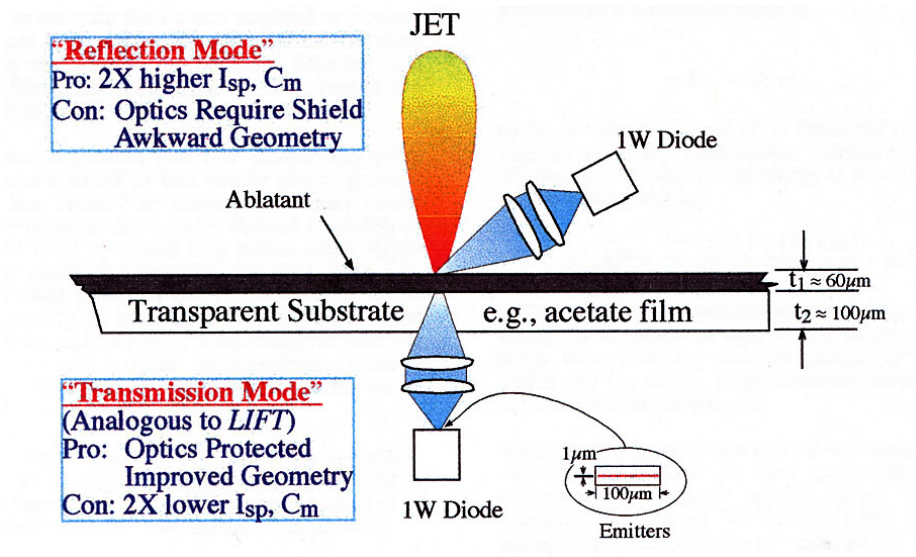 JET
"Reflection Mode"
Pro: 2X higher Isp, Cm
Con: Optics Require Shield
Awkward Geometry
1W Diode
Ablatant
t1 ≈ 60μm
Transparent Substrate e.g., acetate film
t2 ≈ 100μm
"Transmission Mode"
(Analogous to LIFT)
Pro: Optics Protected
Improved Geometry
Con: 2X lower Isp, Cm
1W Diode
1μm
100μm
Emitters